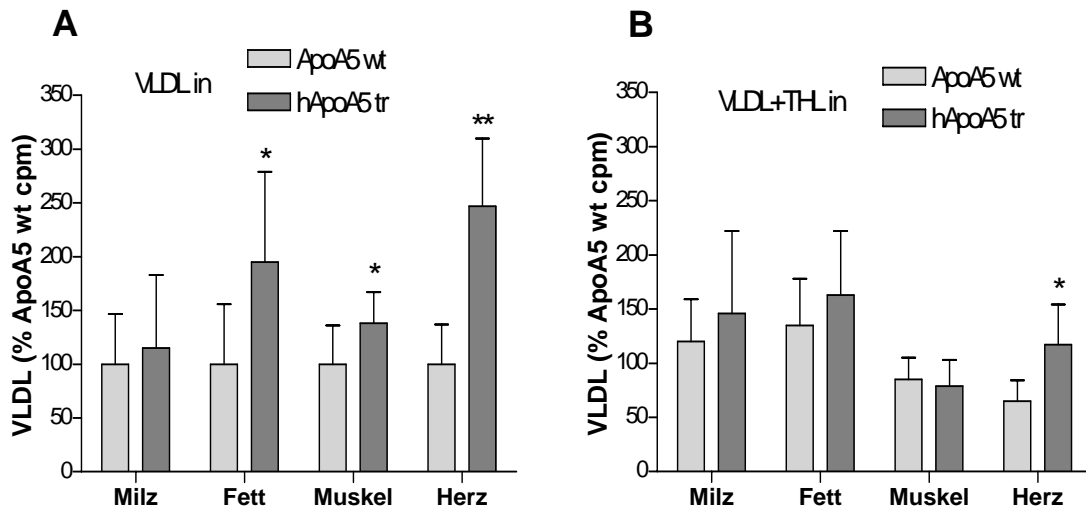 A
ApoA5 wt
hApoA5 tr
VLDL in
VLDL (% ApoA5 wt cpm)
350
300
250
200
150
100
50
0
*
*
**
Milz Fett Muskel Herz
B
ApoA5 wt
hApoA5 tr
VLDL+THL in
VLDL (% ApoA5 wt cpm)
350
300
250
200
150
100
50
0
*
Milz Fett Muskel Herz